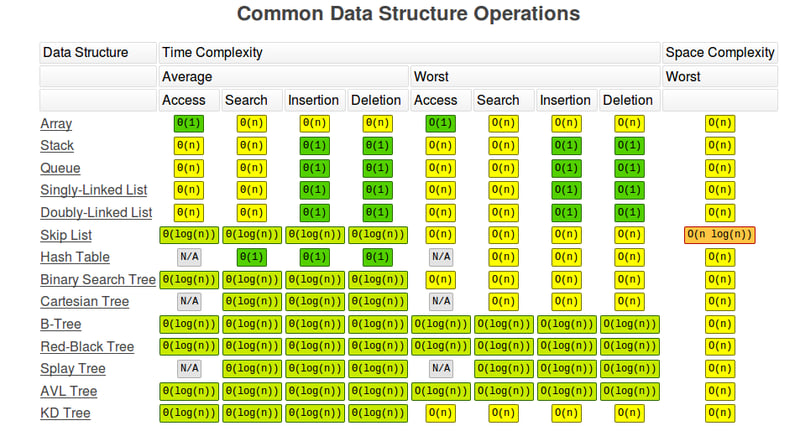 Common Data Structure Operations
Data Structure Time Complexity Space Complexity
Average Worst Worst
Access Search Insertion Deletion Access Search Insertion Deletion
Array Θ(1) Θ(n) Θ(n) Θ(n) O(1) O(n) O(n) O(n) O(n)
Stack Θ(n) Θ(n) Θ(1) Θ(1) O(n) O(n) O(1) O(1) O(n)
Queue Θ(n) Θ(n) Θ(1) Θ(1) O(n) O(n) O(1) O(1) O(n)
Singly-Linked List Θ(n) Θ(n) Θ(1) Θ(1) O(n) O(n) O(1) O(1) O(n)
Doubly-Linked List Θ(n) Θ(n) Θ(1) Θ(1) O(n) O(n) O(1) O(1) O(n)
Skip List Θ(log(n)) Θ(log(n)) Θ(log(n)) Θ(log(n)) O(n) O(n) O(n) O(n) O(n log(n))
Hash Table N/A Θ(1) Θ(1) Θ(1) N/A O(n) O(n) O(n) O(n)
Binary Search Tree Θ(log(n)) Θ(log(n)) Θ(log(n)) Θ(log(n)) O(n) O(n) O(n) O(n) O(n)
Cartesian Tree N/A Θ(log(n)) Θ(log(n)) Θ(log(n)) N/A O(n) O(n) O(n) O(n)
B-Tree Θ(log(n)) Θ(log(n)) Θ(log(n)) Θ(log(n)) O(log(n)) O(log(n)) O(log(n)) O(log(n)) O(n)
Red-Black Tree Θ(log(n)) Θ(log(n)) Θ(log(n)) Θ(log(n)) O(log(n)) O(log(n)) O(log(n)) O(log(n)) O(n)
Splay Tree N/A Θ(log(n)) Θ(log(n)) Θ(log(n)) N/A O(log(n)) O(log(n)) O(log(n)) O(n)
AVL Tree Θ(log(n)) Θ(log(n)) Θ(log(n)) Θ(log(n)) O(log(n)) O(log(n)) O(log(n)) O(log(n)) O(n)
KD Tree Θ(log(n)) Θ(log(n)) Θ(log(n)) Θ(log(n)) O(n) O(n) O(n) O(n) O(n)